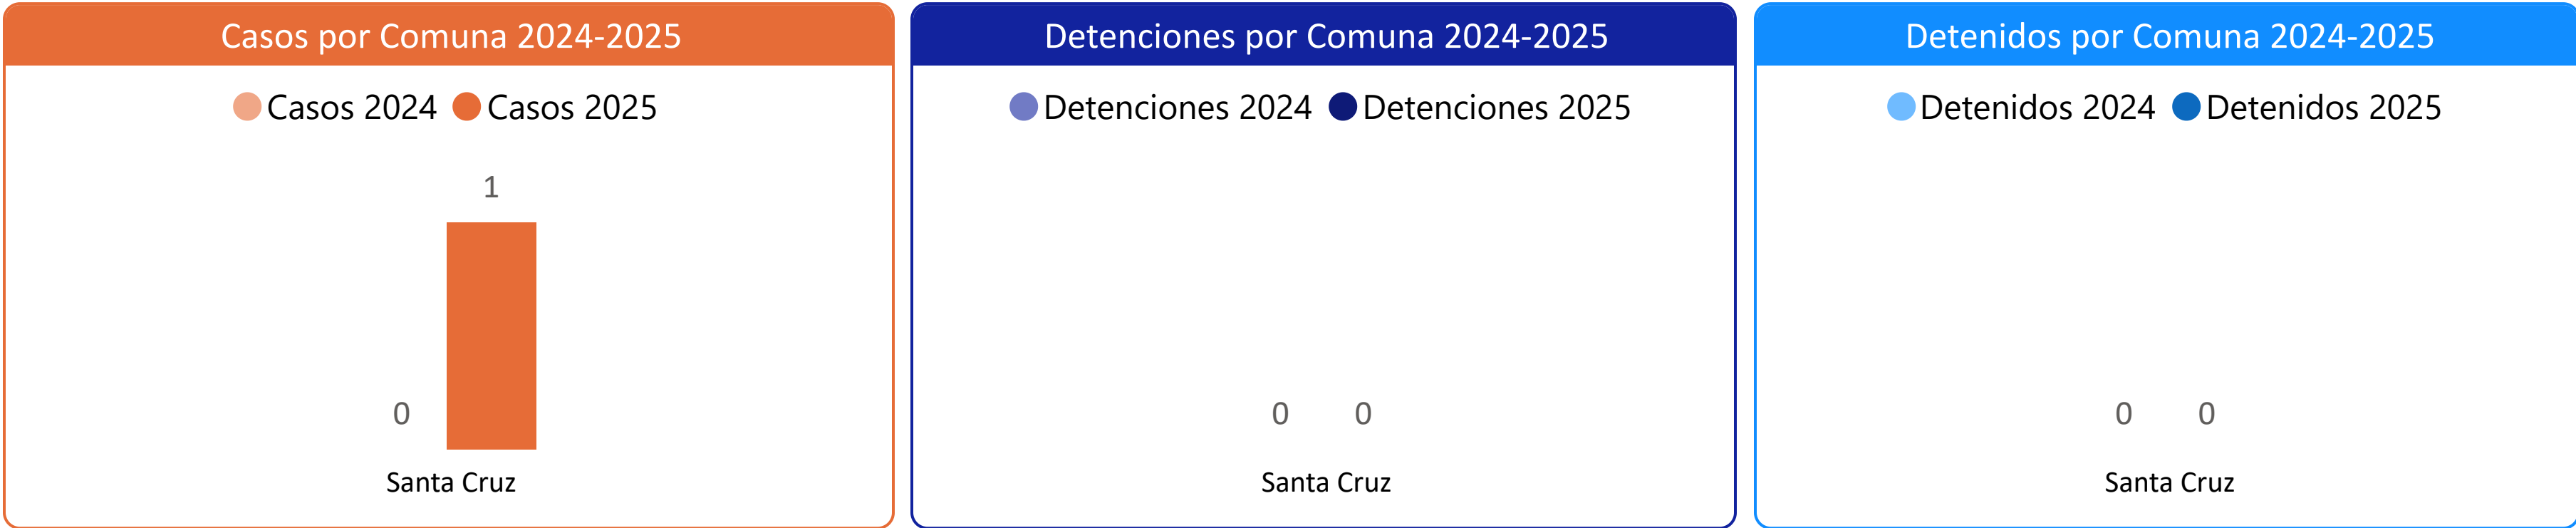 Casos por Comuna 2024-2025
Casos 2024 Casos 2025
1
0
Santa Cruz
Detenciones por Comuna 2024-2025
Detenciones 2024 Detenciones 2025
0 0
Santa Cruz
Detenidos por Comuna 2024-2025
Detenidos 2024 Detenidos 2025
0 0
Santa Cruz